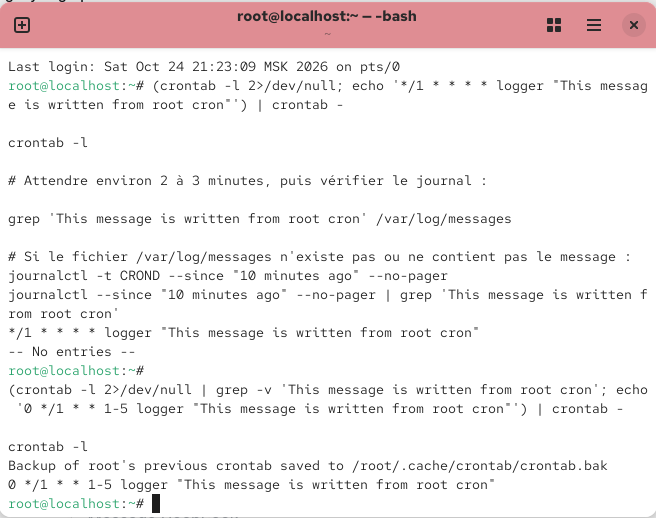 root@localhost:~ — -bash
~
Last login: Sat Oct 24 21:23:09 MSK 2026 on pts/0
root@localhost:~# (crontab -l 2>/dev/null; echo '*/1 * * * * logger "This messag
e is written from root cron"') | crontab -
crontab -l
# Attendre environ 2 à 3 minutes, puis vérifier le journal :
grep 'This message is written from root cron' /var/log/messages
# Si le fichier /var/log/messages n'existe pas ou ne contient pas le message :
journalctl -t CROND --since "10 minutes ago" --no-pager
journalctl --since "10 minutes ago" --no-pager | grep 'This message is written f
rom root cron'
*/1 * * * * logger "This message is written from root cron"
-- No entries --
root@localhost:~#
(crontab -l 2>/dev/null | grep -v 'This message is written from root cron'; echo
 '0 */1 * * 1-5 logger "This message is written from root cron"') | crontab -
crontab -l
Backup of root's previous crontab saved to /root/.cache/crontab/crontab.bak
0 */1 * * 1-5 logger "This message is written from root cron"
root@localhost:~#